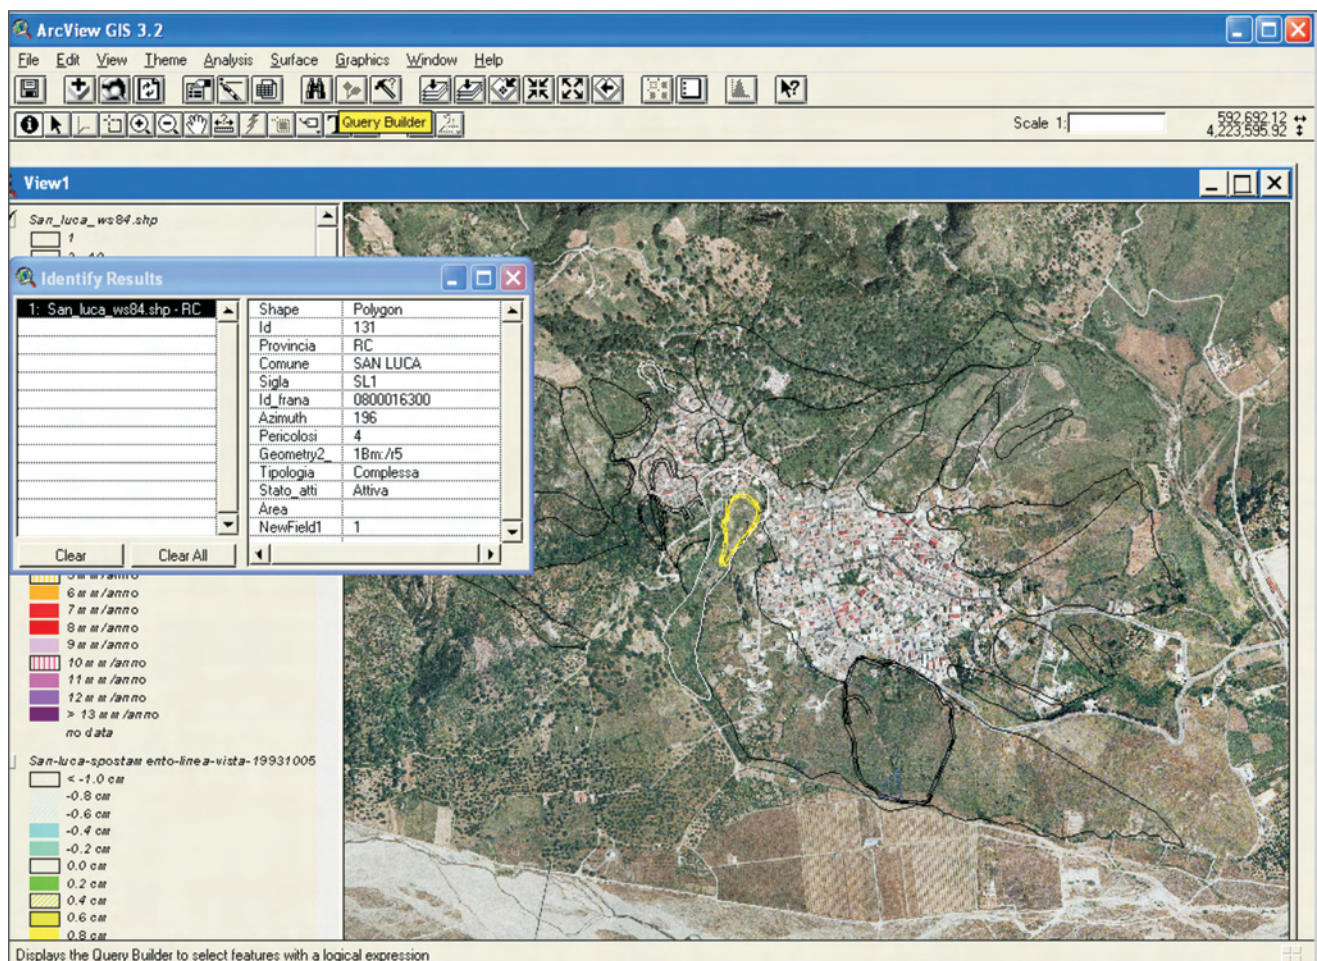 ArcView GIS 3.2
File Edit View Theme Analysis Surface Graphics Window Help
Query Builder
Scale 1:
592,692.12
4,223,595.92
View1
San_luca_ws84.shp
1
Identify Results
1: San_luca_ws84.shp - RC
Shape Polygon
Id 131
Provincia RC
Comune SAN LUCA
Sigla SL1
Id_frana 0800016300
Azimuth 196
Pericolosi 4
Geometry2_ 1Bm:/r5
Tipologia Complessa
Stato_atti Attiva
Area
NewField1 1
Clear Clear All
6 mm/anno
7 mm/anno
8 mm/anno
9 mm/anno
10 mm/anno
11 mm/anno
12 mm/anno
> 13 mm/anno
no data
San-luca-spostamento-linea-vista-19931005
< -1.0 cm
-0.8 cm
-0.6 cm
-0.4 cm
-0.2 cm
0.0 cm
0.2 cm
0.4 cm
0.6 cm
0.8 cm
Displays the Query Builder to select features with a logical expression